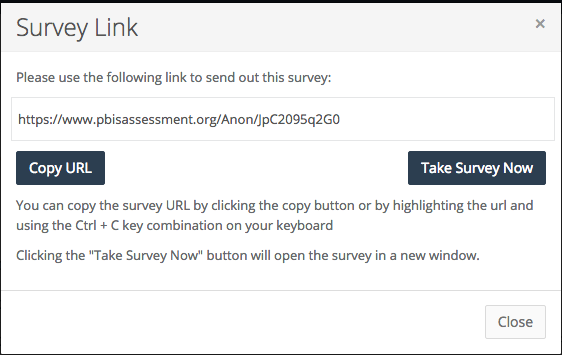 Survey Link
×
Please use the following link to send out this survey:
https://www.pbisassessment.org/Anon/JpC2095q2G0
Copy URL
Take Survey Now
You can copy the survey URL by clicking the copy button or by highlighting the url and
using the Ctrl + C key combination on your keyboard
Clicking the "Take Survey Now" button will open the survey in a new window.
Close